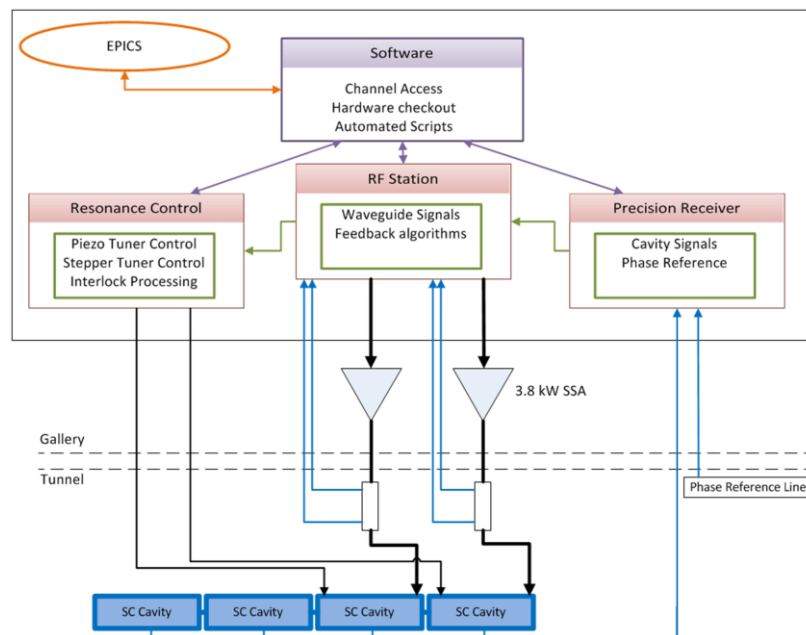 EPICS
Software
Channel Access
Hardware checkout
Automated Scripts
RF Station
Waveguide Signals
Feedback algorithms
Resonance Control
Piezo Tuner Control
Stepper Tuner Control
Interlock Processing
Precision Receiver
Cavity Signals
Phase Reference
3.8 kW SSA
Gallery
Tunnel
Phase Reference Line
SC Cavity
SC Cavity
SC Cavity
SC Cavity